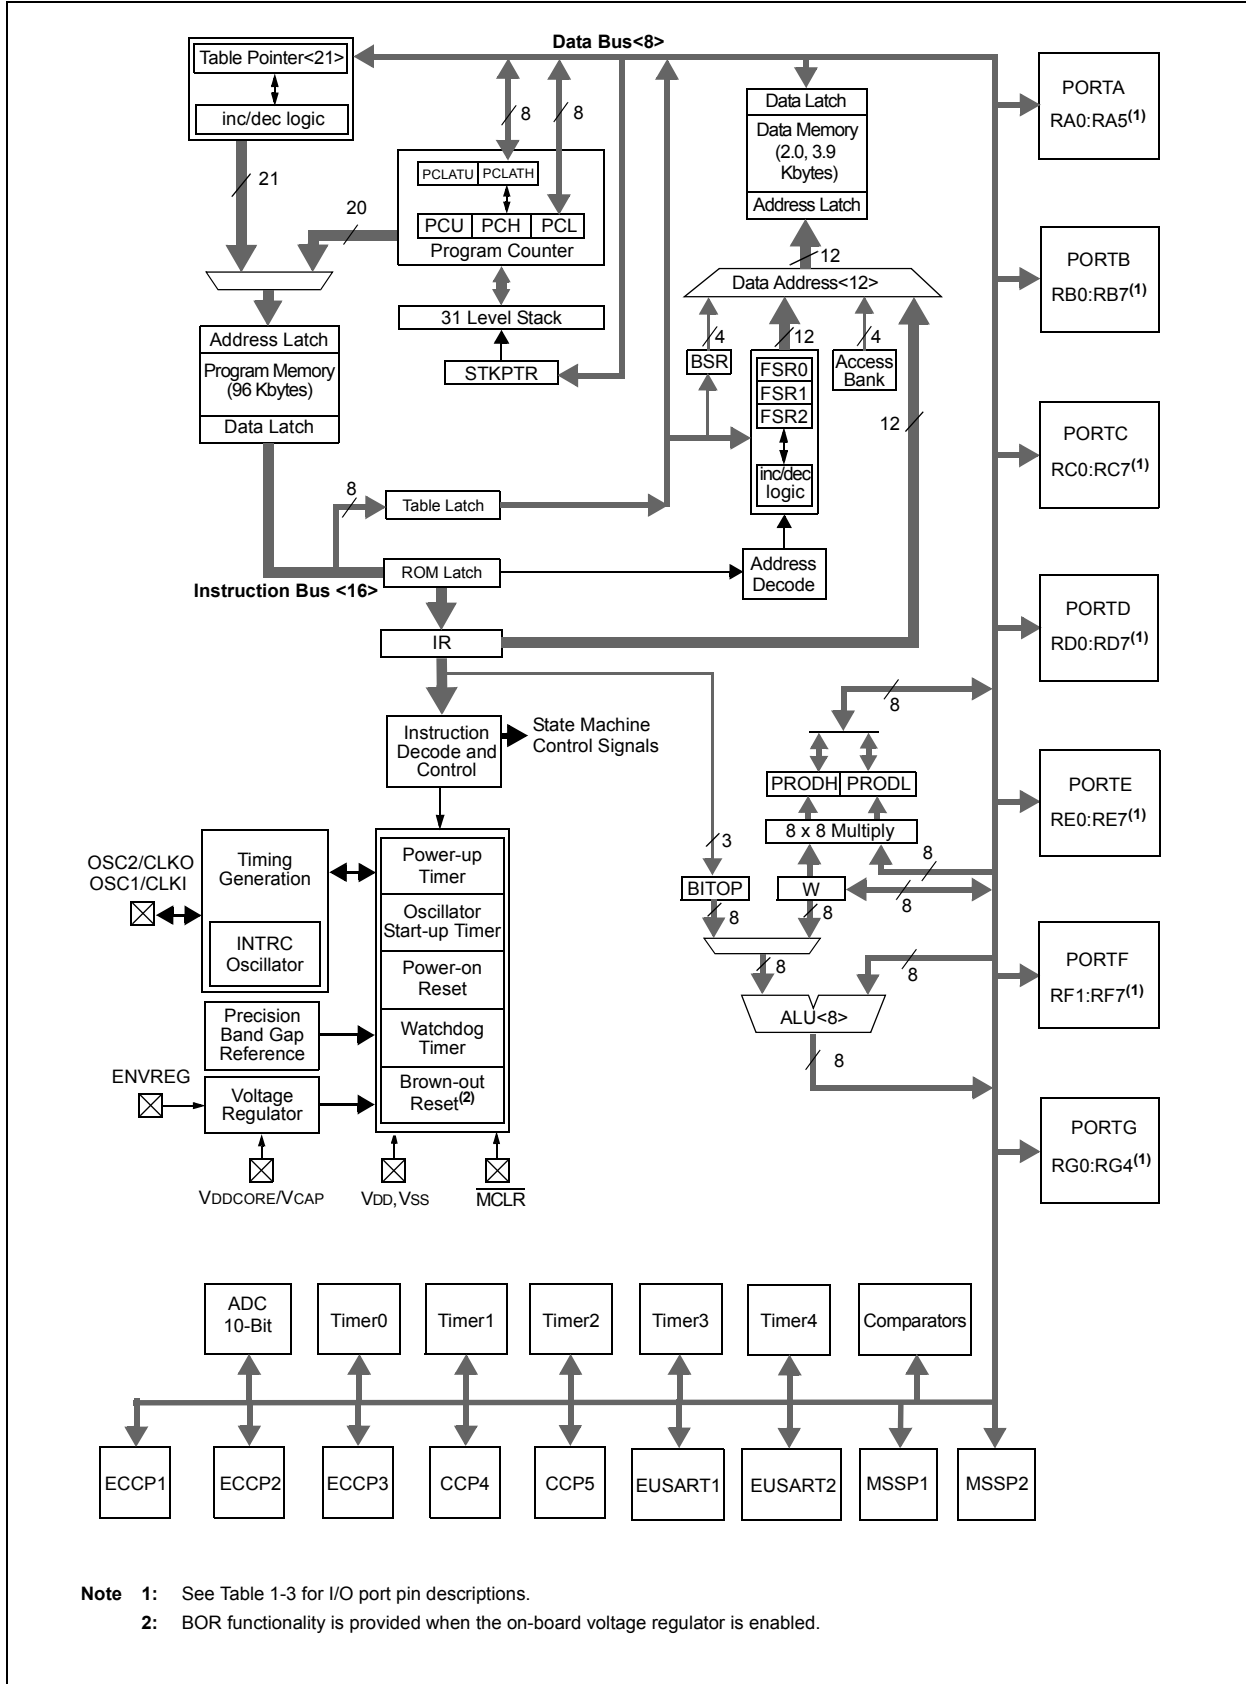 Data Bus<8>
Table Pointer<21>
inc/dec logic
21
20
8
8
PCLATU PCLATH
PCU PCH PCL
Program Counter
31 Level Stack
STKPTR
Address Latch
Program Memory
(96 Kbytes)
Data Latch
8
Table Latch
ROM Latch
Instruction Bus <16>
IR
Data Latch
Data Memory
(2.0, 3.9
Kbytes)
Address Latch
12
Data Address<12>
4
12
4
BSR
FSR0
FSR1
FSR2
inc/dec
logic
Access
Bank
12
Address
Decode
Instruction
Decode and
Control
State Machine
Control Signals
8
PRODH PRODL
8 x 8 Multiply
3
8
BITOP
W
8
8
8
8
8
ALU<8>
8
OSC2/CLKO
OSC1/CLKI
Timing
Generation
INTRC
Oscillator
Power-up
Timer
Oscillator
Start-up Timer
Power-on
Reset
Watchdog
Timer
Brown-out
Reset(2)
Precision
Band Gap
Reference
ENVREG
Voltage
Regulator
VDDCORE/VCAP
VDD, VSS
MCLR
PORTA
RA0:RA5(1)
PORTB
RB0:RB7(1)
PORTC
RC0:RC7(1)
PORTD
RD0:RD7(1)
PORTE
RE0:RE7(1)
PORTF
RF1:RF7(1)
PORTG
RG0:RG4(1)
ADC
10-Bit
Timer0
Timer1
Timer2
Timer3
Timer4
Comparators
ECCP1
ECCP2
ECCP3
CCP4
CCP5
EUSART1
EUSART2
MSSP1
MSSP2
Note 1: See Table 1-3 for I/O port pin descriptions.
2: BOR functionality is provided when the on-board voltage regulator is enabled.